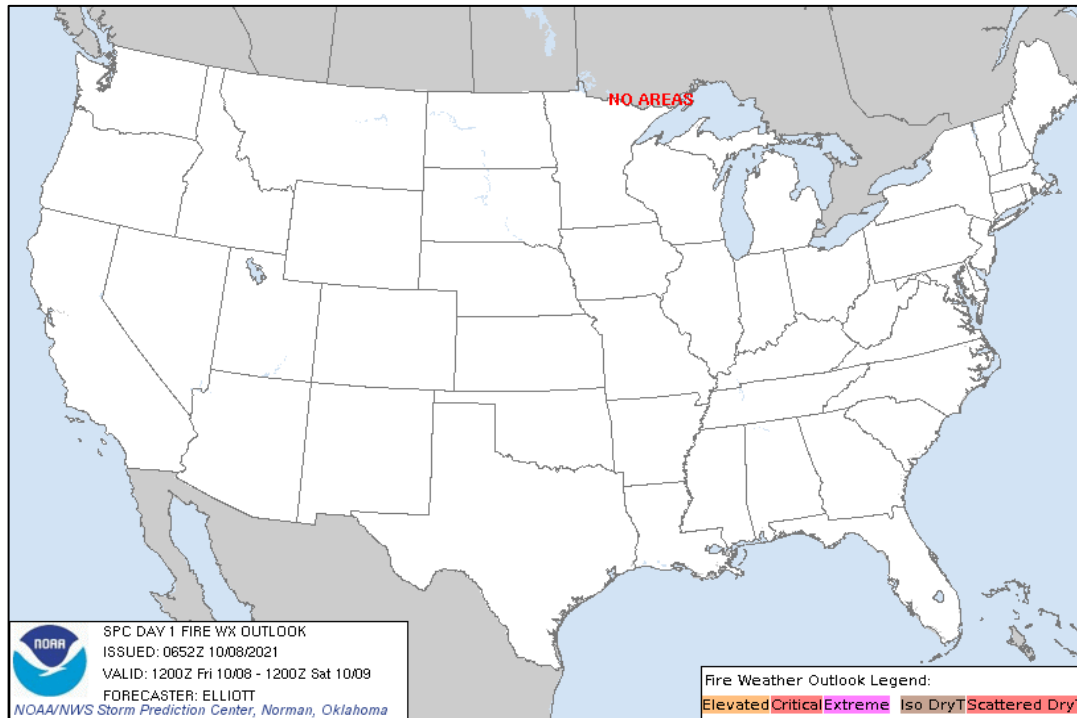 NO AREAS
NOAA
SPC DAY 1 FIRE WX OUTLOOK
ISSUED: 0652Z 10/08/2021
VALID: 1200Z Fri 10/08 - 1200Z Sat 10/09
FORECASTER: ELLIOTT
NOAA/NWS Storm Prediction Center, Norman, Oklahoma
Fire Weather Outlook Legend:
Elevated Critical Extreme Iso DryT Scattered DryT